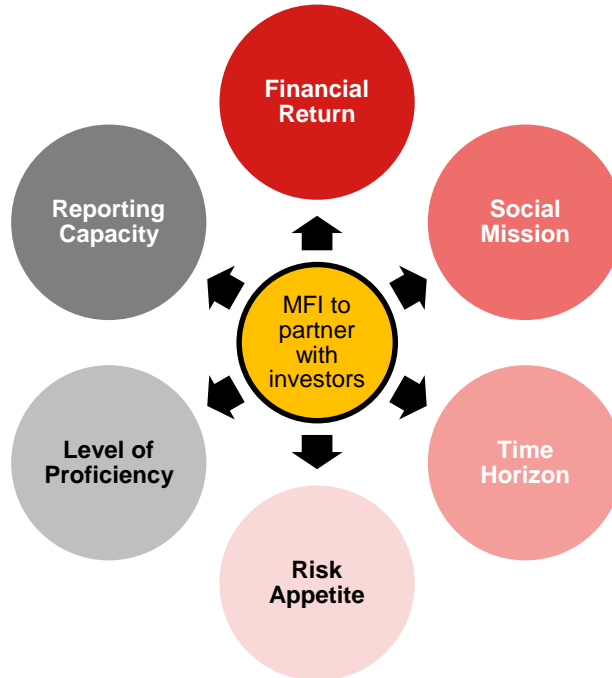 Financial
Return
Reporting
Capacity
Social
Mission
MFI to
partner
with
investors
Level of
Proficiency
Time
Horizon
Risk
Appetite